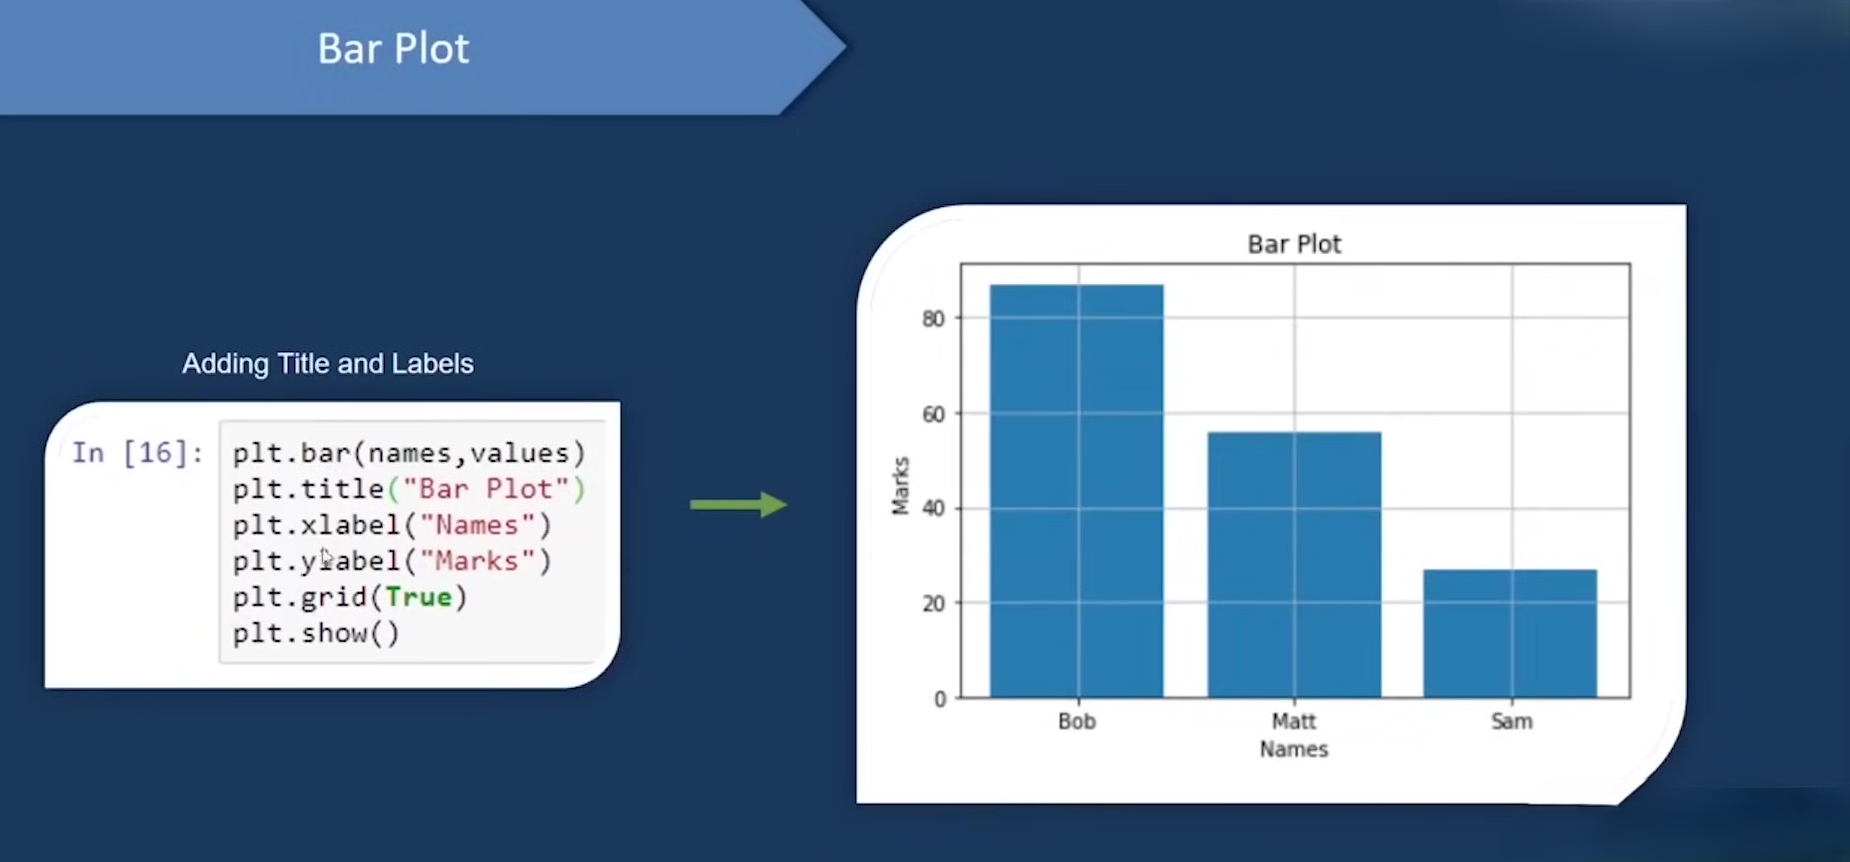 Bar Plot
Adding Title and Labels
In [16]: plt.bar(names,values)
plt.title("Bar Plot")
plt.xlabel("Names")
plt.ylabel("Marks")
plt.grid(True)
plt.show()
Bar Plot
80
60
40
20
0
Marks
Bob Matt Sam
Names